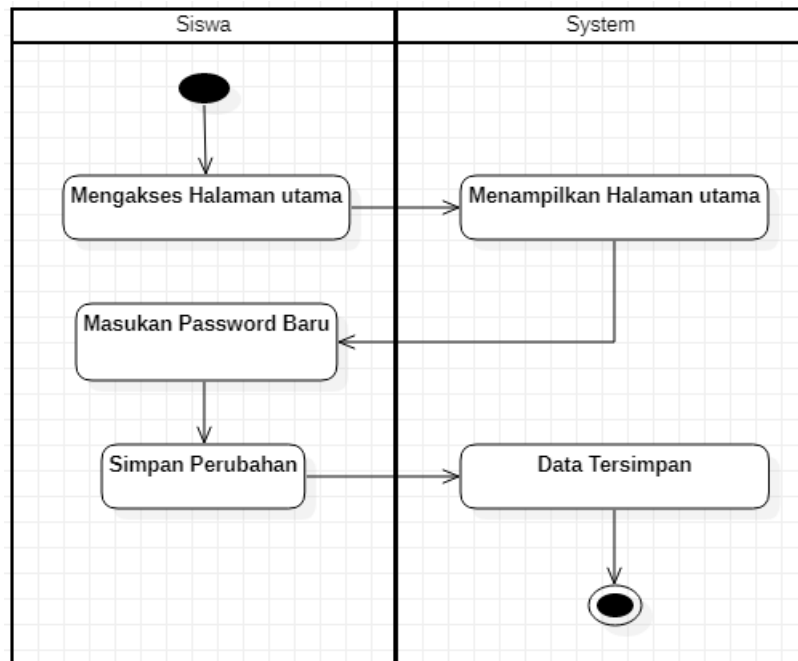 Siswa
System
Mengakses Halaman utama
Menampilkan Halaman utama
Masukan Password Baru
Simpan Perubahan
Data Tersimpan